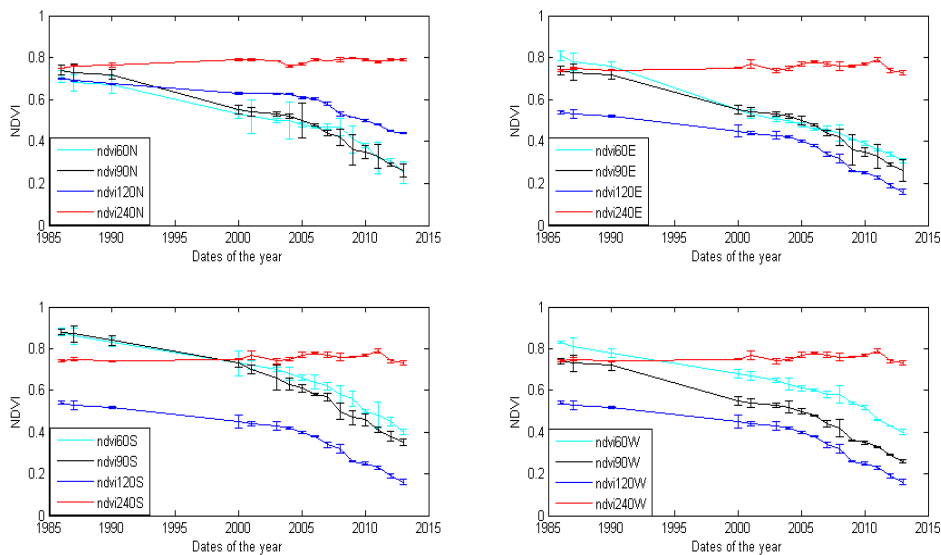 1
0.8
0.6
0.4
0.2
0
NDVI
ndvi60N
ndvi90N
ndvi120N
ndvi240N
1985 1990 1995 2000 2005 2010 2015
Dates of the year
1
0.8
0.6
0.4
0.2
0
NDVI
ndvi60E
ndvi90E
ndvi120E
ndvi240E
1985 1990 1995 2000 2005 2010 2015
Dates of the year
1
0.8
0.6
0.4
0.2
0
NDVI
ndvi60S
ndvi90S
ndvi120S
ndvi240S
1985 1990 1995 2000 2005 2010 2015
Dates of the year
1
0.8
0.6
0.4
0.2
0
NDVI
ndvi60W
ndvi90W
ndvi120W
ndvi240W
1985 1990 1995 2000 2005 2010 2015
Dates of the year